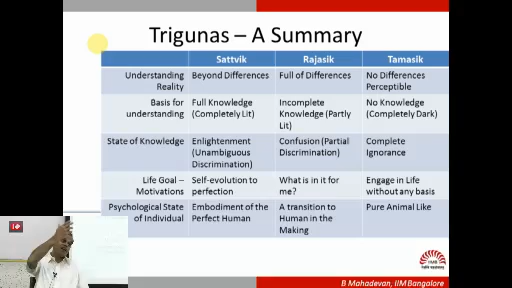 Trigunas – A Summary
Sattvik Rajasik Tamasik
Understanding Reality Beyond Differences Full of Differences No Differences Perceptible
Basis for understanding Full Knowledge (Completely Lit) Incomplete Knowledge (Partly Lit) No Knowledge (Completely Dark)
State of Knowledge Enlightenment (Unambiguous Discrimination) Confusion (Partial Discrimination) Complete Ignorance
Life Goal – Motivations Self-evolution to perfection What is in it for me? Engage in Life without any basis
Psychological State of Individual Embodiment of the Perfect Human A transition to Human in the Making Pure Animal Like
IIMB
B Mahadevan, IIM Bangalore